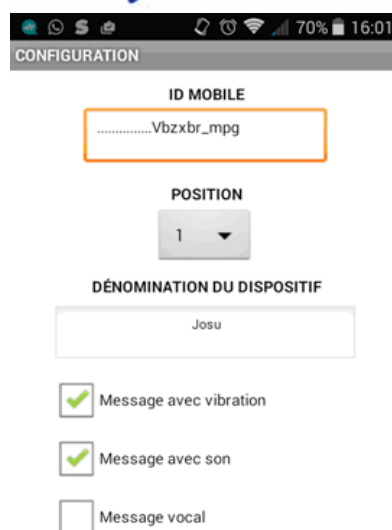 70% 16:01
CONFIGURATION
ID MOBILE
...............Vbzxbr_mpg
POSITION
1
DÉNOMINATION DU DISPOSITIF
Josu
Message avec vibration
Message avec son
Message vocal